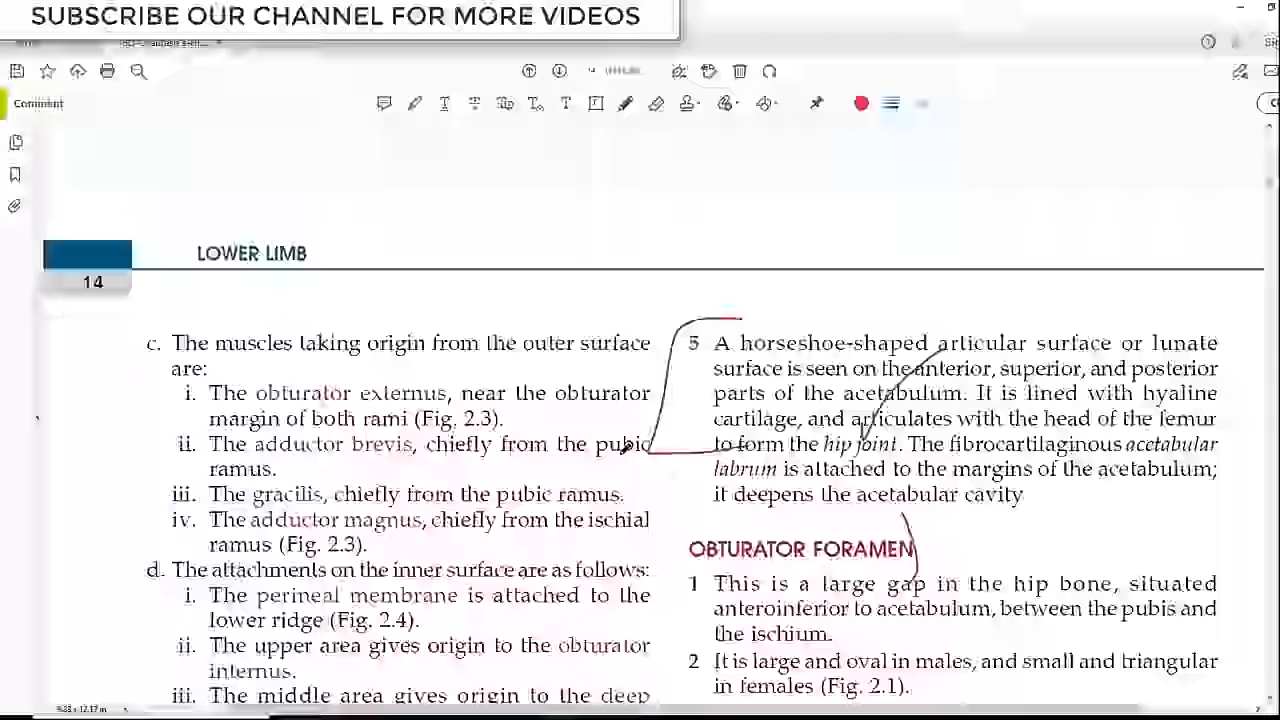 SUBSCRIBE OUR CHANNEL FOR MORE VIDEOS
Comment
LOWER LIMB
14
c. The muscles taking origin from the outer surface
are:
i. The obturator externus, near the obturator
margin of both rami (Fig. 2.3).
ii. The adductor brevis, chiefly from the pubic
ramus.
iii. The gracilis, chiefly from the pubic ramus.
iv. The adductor magnus, chiefly from the ischial
ramus (Fig. 2.3).
d. The attachments on the inner surface are as follows:
i. The perineal membrane is attached to the
lower ridge (Fig. 2.4).
ii. The upper area gives origin to the obturator
internus.
iii. The middle area gives origin to the deep
5 A horseshoe-shaped articular surface or lunate
surface is seen on the anterior, superior, and posterior
parts of the acetabulum. It is lined with hyaline
cartilage, and articulates with the head of the femur
to form the hip joint. The fibrocartilaginous acetabular
labrum is attached to the margins of the acetabulum;
it deepens the acetabular cavity
OBTURATOR FORAMEN
1 This is a large gap in the hip bone, situated
anteroinferior to acetabulum, between the pubis and
the ischium.
2 It is large and oval in males, and small and triangular
in females (Fig. 2.1).